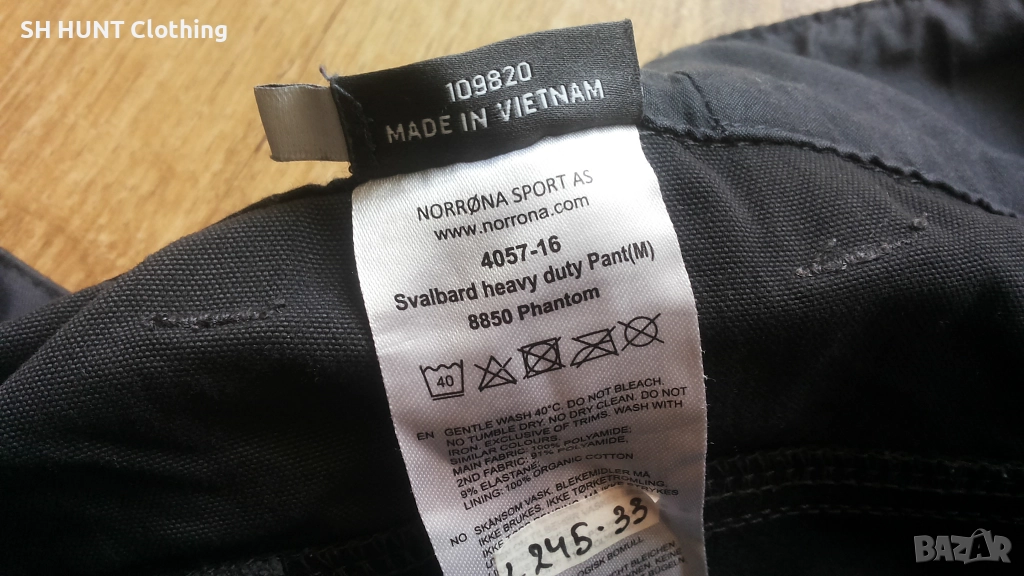 SH HUNT Clothing
109820
MADE IN VIETNAM
NORRØNA SPORT AS
www.norrona.com
4057-16
Svalbard heavy duty Pant(M)
8850 Phantom
40
EN GENTLE WASH 40°C. DO NOT BLEACH.
NO TUMBLE DRY. NO DRY CLEAN. DO NOT
IRON. EXCLUSIVE OF TRIMS. WASH WITH
SIMILAR COLOURS.
MAIN FABRIC: 100% POLYAMIDE;
2ND FABRIC: 91% POLYAMIDE,
9% ELASTANE;
LINING: 100% ORGANIC COTTON
NO SKÅNSOM VASK. BLEKEMIDLER MÅ
IKKE BRUKES. IKKE TØRKETROMLING.
245.33
BAZAR